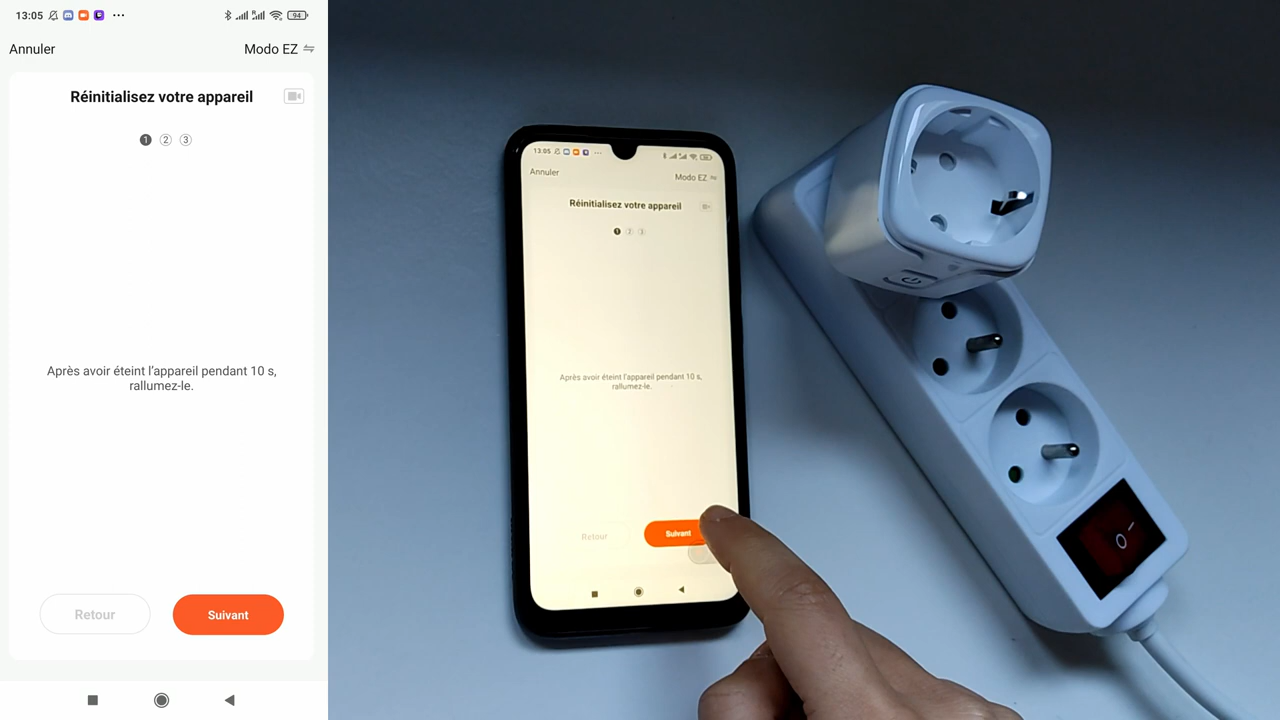 13:05
94
Annuler
Modo EZ
Réinitialisez votre appareil
1 2 3
Après avoir éteint l'appareil pendant 10 s,
rallumez-le.
Retour
Suivant
13:05
Annuler
Modo EZ
Réinitialisez votre appareil
1 2 3
Après avoir éteint l'appareil pendant 10 s,
rallumez-le.
Retour
Suivant